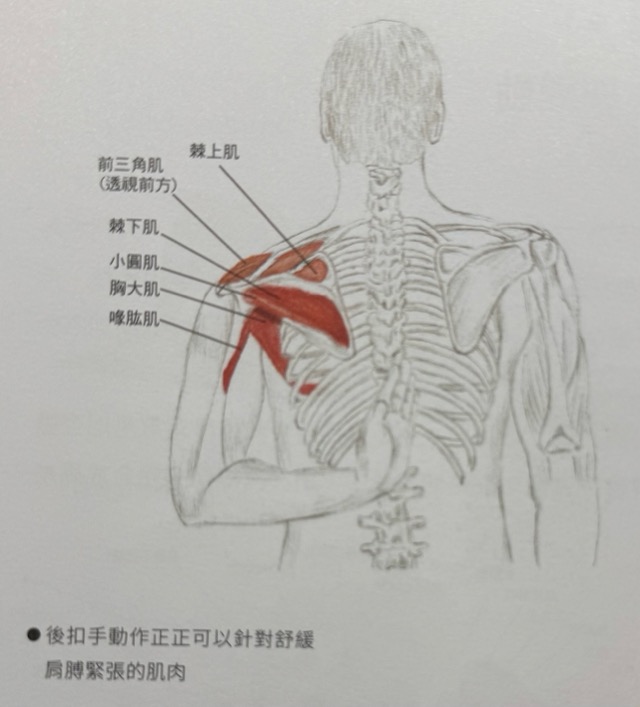 棘上肌
前三角肌
(透視前方)
棘下肌
小圓肌
胸大肌
喙肱肌
●後扣手動作正正可以針對舒緩
肩膊緊張的肌肉